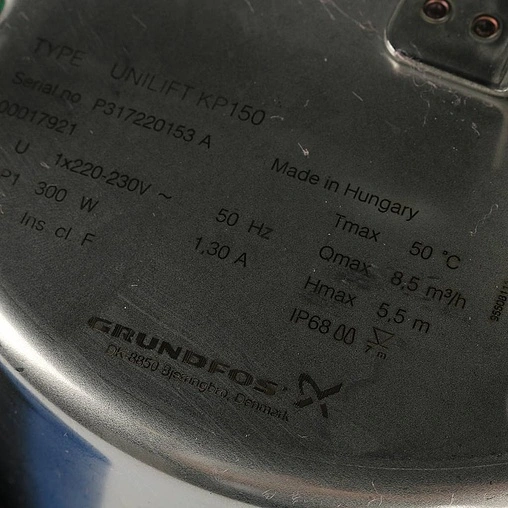 TYPE UNILIFT KP150
Serial.no P317220153 A
00017921
U 1x220-230V ~ 50 Hz
P1 300 W 1,30 A
Ins. cl F
Made in Hungary
Tmax 50 °C
Qmax 8,5 m³/h
Hmax 5,5 m
IP68
7 m
GRUNDFOS
DK-8850 Bjerringbro, Denmark